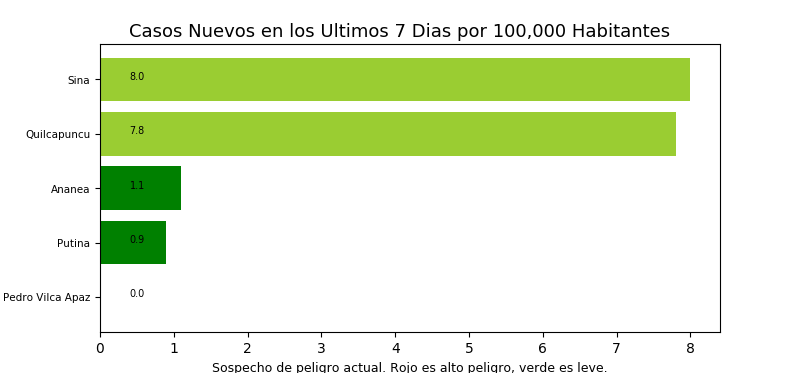 Casos Nuevos en los Ultimos 7 Dias por 100,000 Habitantes
Sina 8.0
Quilcapuncu 7.8
Ananea 1.1
Putina 0.9
Pedro Vilca Apaz 0.0
0 1 2 3 4 5 6 7 8
Sospecho de peligro actual. Rojo es alto peligro, verde es leve.